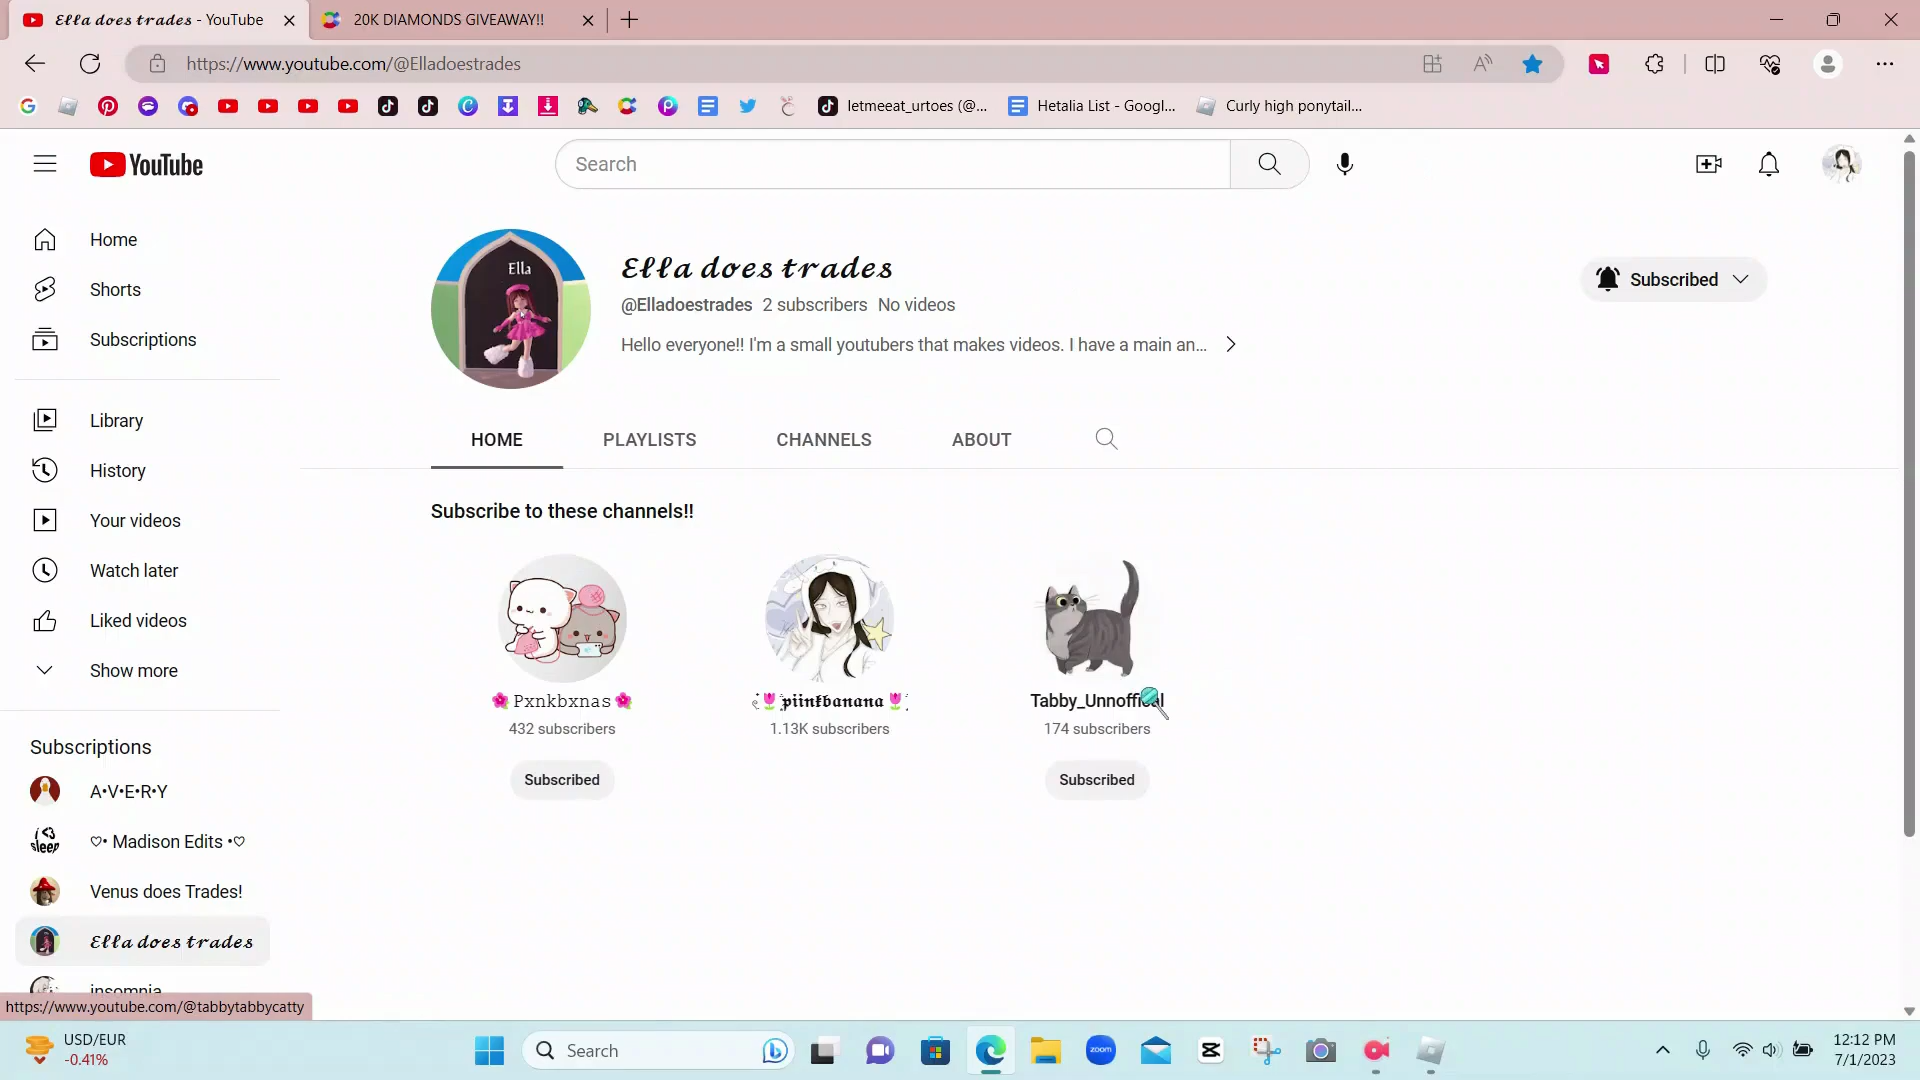 Ella does trades - YouTube
20K DIAMONDS GIVEAWAY!!
https://www.youtube.com/@Elladoestrades
letmeeat_urtoes (@...
Hetalia List - Googl...
Curly high ponytail...
YouTube
Search
Home
Shorts
Subscriptions
Library
History
Your videos
Watch later
Liked videos
Show more
Subscriptions
A•V•E•R•Y
♡• Madison Edits •♡
Venus does Trades!
Ella does trades
insomnia
https://www.youtube.com/@tabbytabbycatty
Ella
Ella does trades
@Elladoestrades 2 subscribers No videos
Hello everyone!! I'm a small youtubers that makes videos. I have a main an...
Subscribed
HOME PLAYLISTS CHANNELS ABOUT
Subscribe to these channels!!
🌺 Pxnkbxnas 🌺
432 subscribers
Subscribed
🌷piinkbanana🌷
1.13K subscribers
Tabby_Unnoffical
174 subscribers
Subscribed
USD/EUR
-0.41%
Search
zoom
12:12 PM
7/1/2023